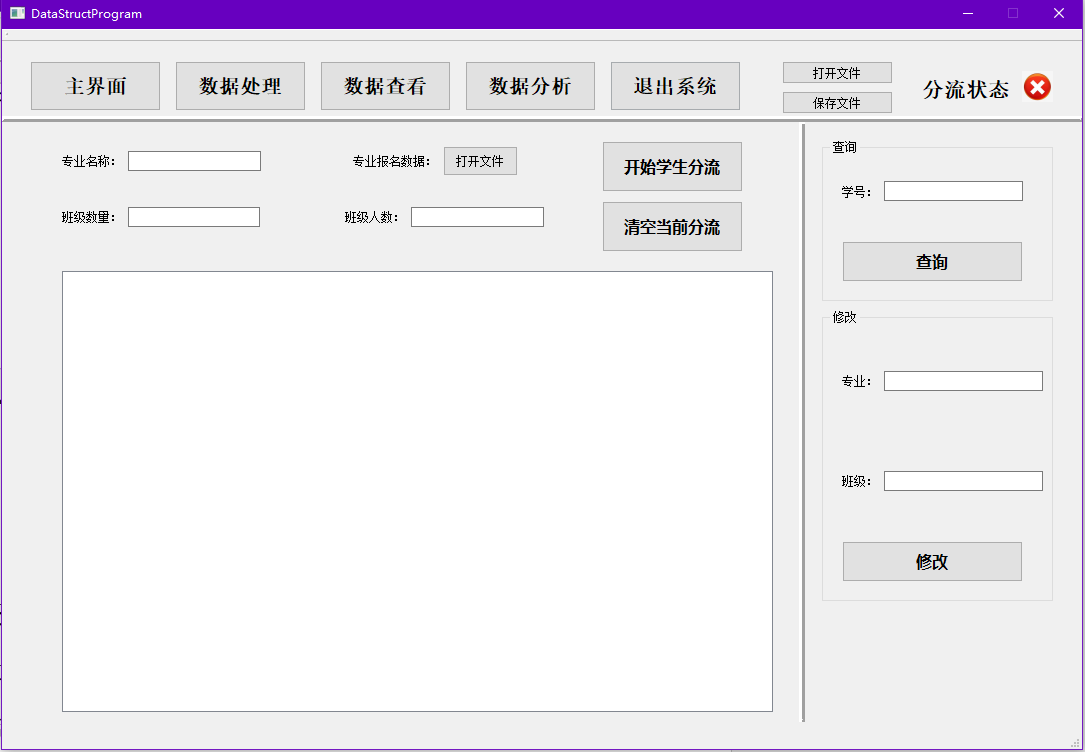 DataStructProgram
主界面 数据处理 数据查看 数据分析 退出系统 打开文件 分流状态
保存文件
专业名称： 专业报名数据： 打开文件 开始学生分流
班级数量： 班级人数： 清空当前分流
查询
学号：
查询
修改
专业：
班级：
修改